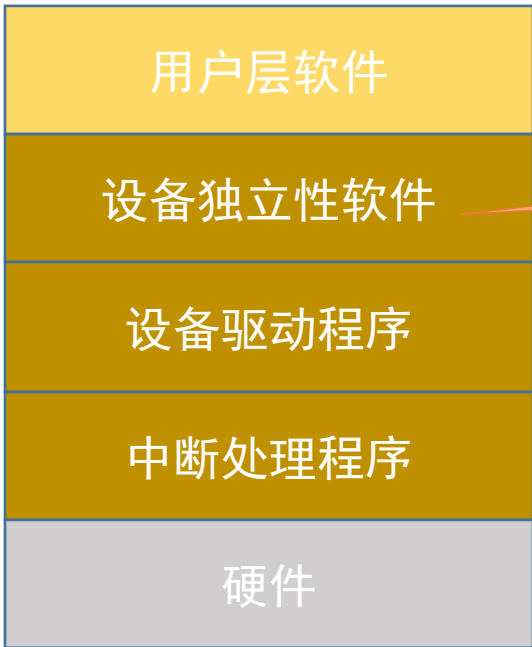 用户层软件
设备独立性软件
设备驱动程序
中断处理程序
硬件